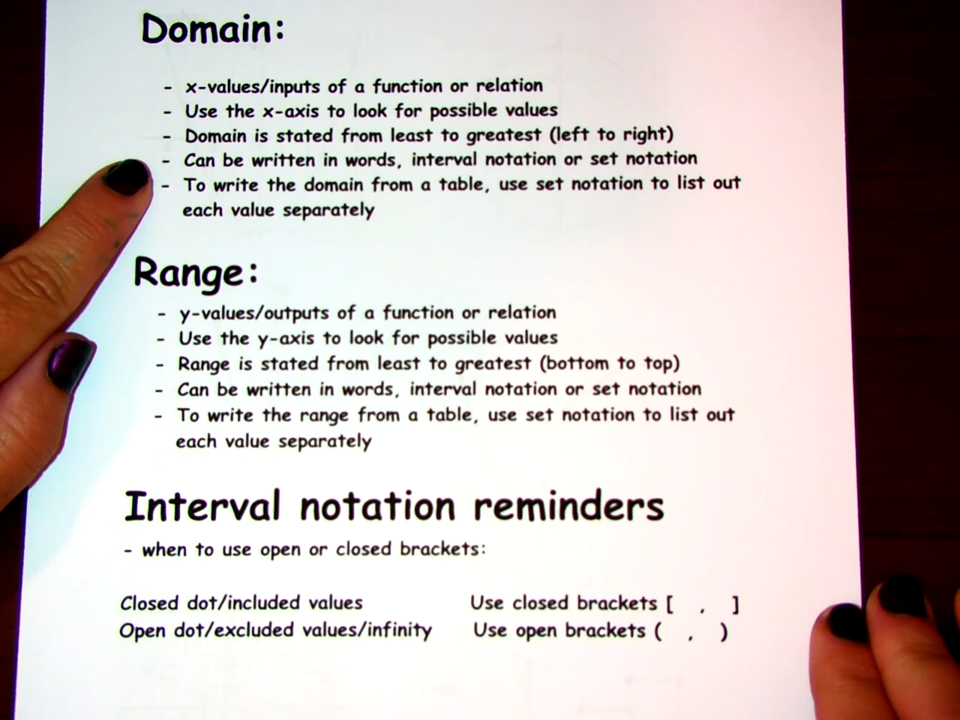 Domain:
- x-values/inputs of a function or relation
- Use the x-axis to look for possible values
- Domain is stated from least to greatest (left to right)
- Can be written in words, interval notation or set notation
- To write the domain from a table, use set notation to list out
each value separately
Range:
- y-values/outputs of a function or relation
- Use the y-axis to look for possible values
- Range is stated from least to greatest (bottom to top)
- Can be written in words, interval notation or set notation
- To write the range from a table, use set notation to list out
each value separately
Interval notation reminders
- when to use open or closed brackets:
Closed dot/included values Use closed brackets [ , ]
Open dot/excluded values/infinity Use open brackets ( , )